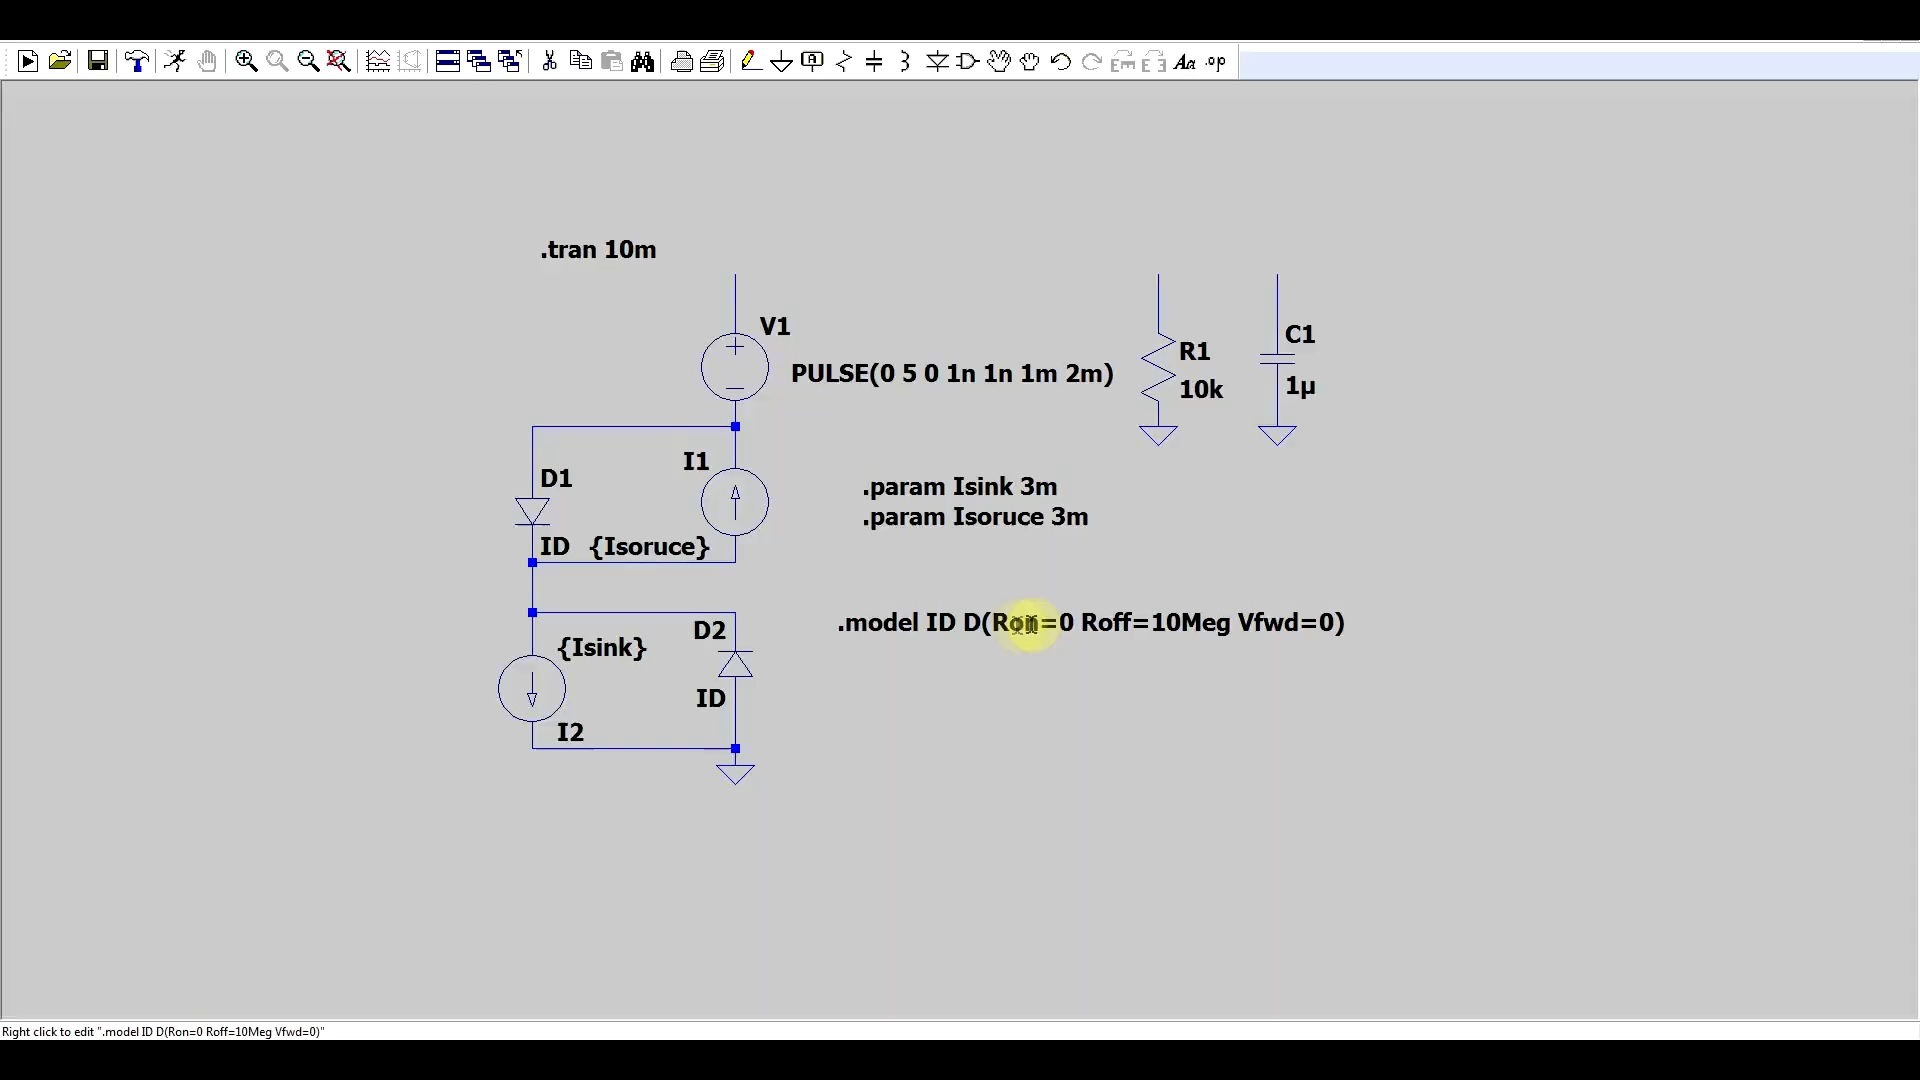 .tran 10m
V1
PULSE(0 5 0 1n 1n 1m 2m)
R1
10k
C1
1µ
D1
ID
I1
{Isoruce}
.param Isink 3m
.param Isoruce 3m
.model ID D(Ron=0 Roff=10Meg Vfwd=0)
{Isink}
I2
D2
ID
Right click to edit ".model ID D(Ron=0 Roff=10Meg Vfwd=0)"
A
Aa
.op